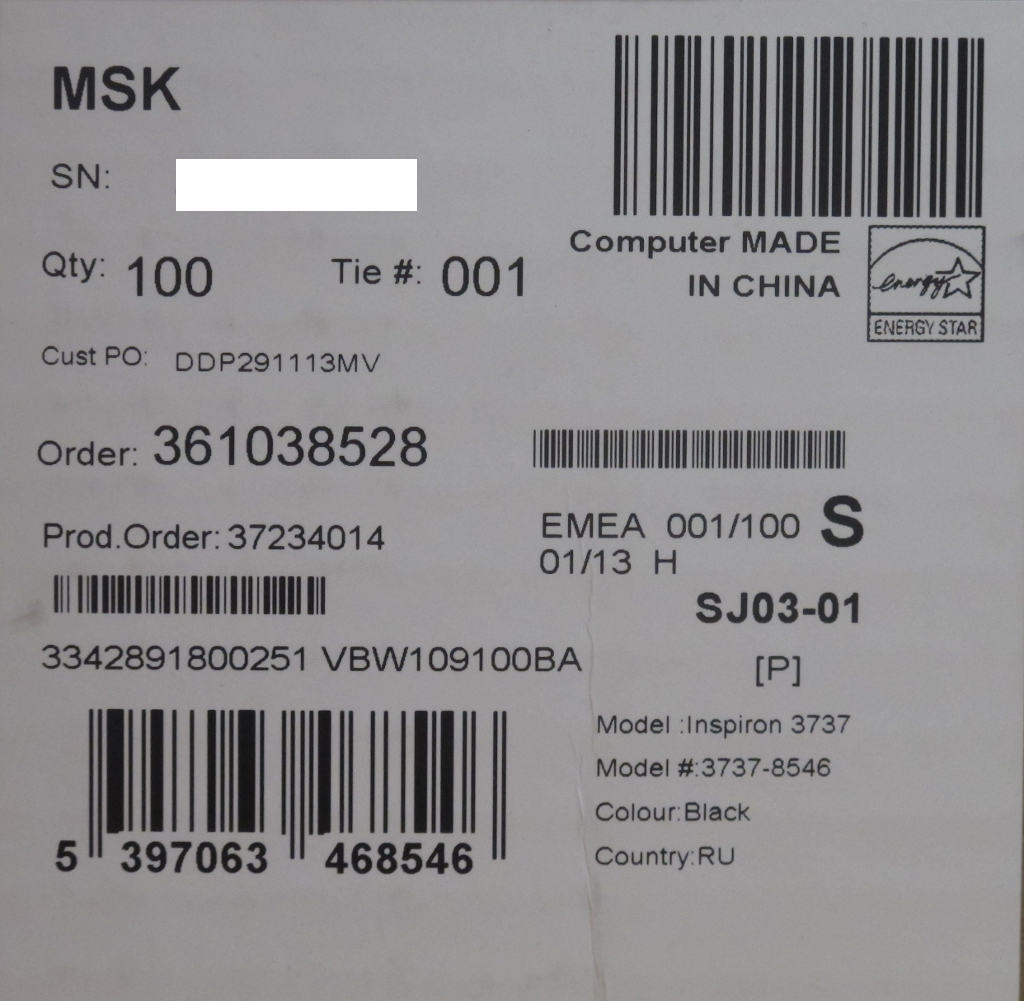 MSK
SN:
Computer MADE
IN CHINA
energy
ENERGY STAR
Qty: 100 Tie #: 001
Cust PO: DDP291113MV
Order: 361038528
Prod.Order: 37234014
EMEA 001/100 S
01/13 H
SJ03-01
3342891800251 VBW109100BA
[P]
Model :Inspiron 3737
Model #:3737-8546
Colour:Black
Country:RU
5 397063 468546